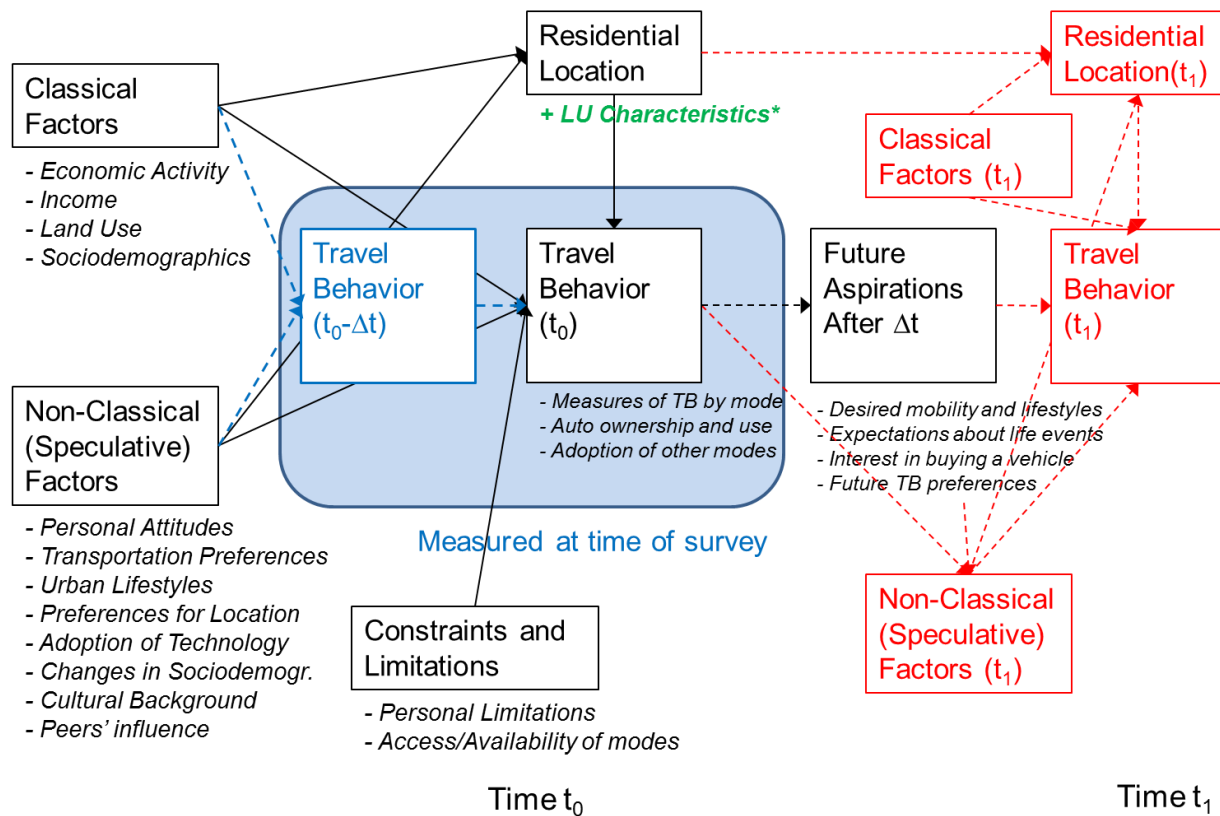 Residential
Location
+ LU Characteristics*
Residential
Location(t₁)
Classical
Factors
- Economic Activity
- Income
- Land Use
- Sociodemographics
Classical
Factors (t₁)
Travel
Behavior
(t₀-Δt)
Travel
Behavior
(t₀)
- Measures of TB by mode
- Auto ownership and use
- Adoption of other modes
Future
Aspirations
After Δt
- Desired mobility and lifestyles
- Expectations about life events
- Interest in buying a vehicle
- Future TB preferences
Travel
Behavior
(t₁)
Non-Classical
(Speculative)
Factors
- Personal Attitudes
- Transportation Preferences
- Urban Lifestyles
- Preferences for Location
- Adoption of Technology
- Changes in Sociodemogr.
- Cultural Background
- Peers’ influence
Measured at time of survey
Constraints and
Limitations
- Personal Limitations
- Access/Availability of modes
Non-Classical
(Speculative)
Factors (t₁)
Time t₀
Time t₁